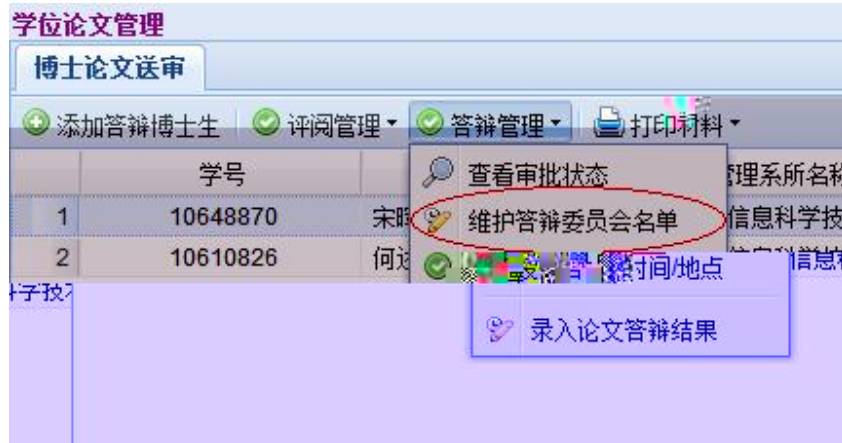 学位论文管理
博士论文送审
添加答辩博士生 评阅管理 答辩管理 打印材料
学号 理系所名称
查看审批状态
1 10648870 宋 信息科学技
维护答辩委员会名单
2 10610826 何 信息
时间/地点
录入论文答辩结果